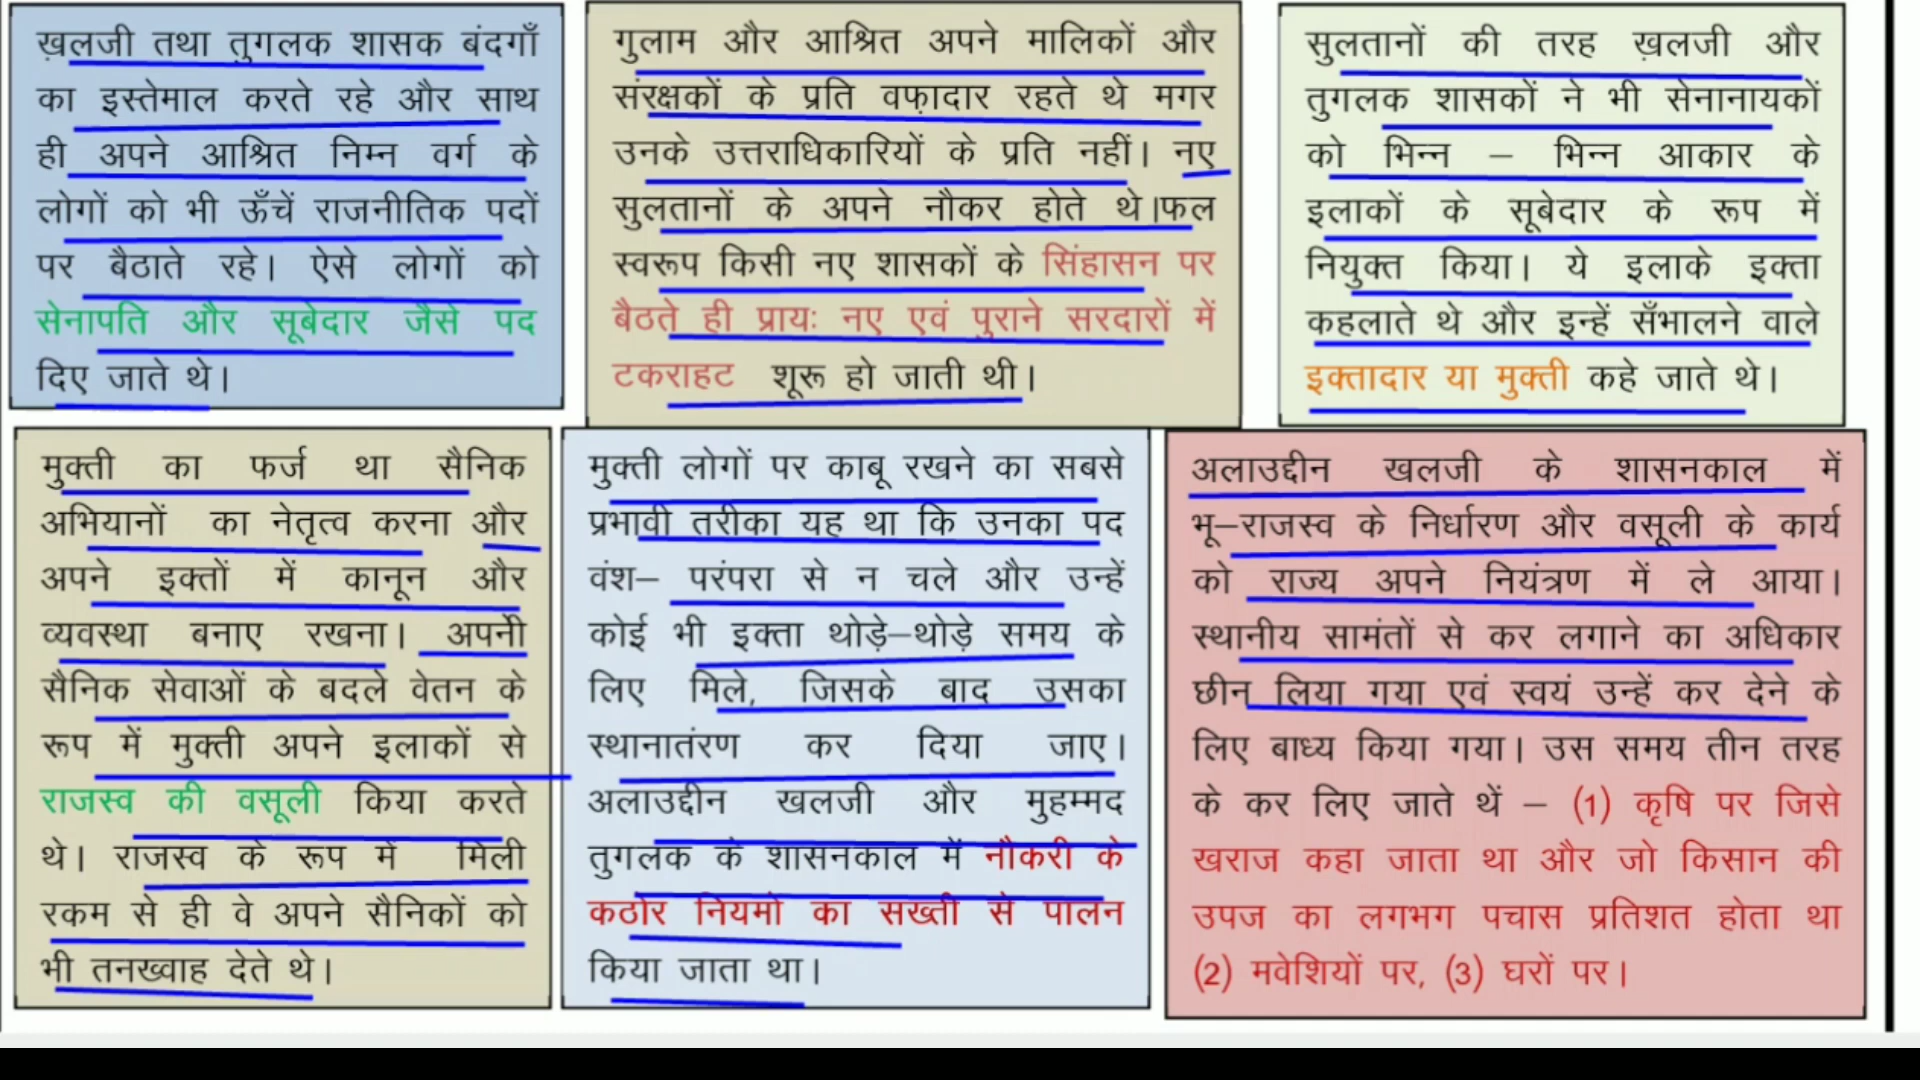 ख़लजी तथा तुगलक शासक बंदगाँ
का इस्तेमाल करते रहे और साथ
ही अपने आश्रित निम्न वर्ग के
लोगों को भी ऊँचें राजनीतिक पदों
पर बैठाते रहे। ऐसे लोगों को
सेनापति और सूबेदार जैसे पद
दिए जाते थे।
गुलाम और आश्रित अपने मालिकों और
संरक्षकों के प्रति वफ़ादार रहते थे मगर
उनके उत्तराधिकारियों के प्रति नहीं। नए
सुलतानों के अपने नौकर होते थे।फल
स्वरूप किसी नए शासकों के सिंहासन पर
बैठते ही प्रायः नए एवं पुराने सरदारों में
टकराहट शूरू हो जाती थी।
सुलतानों की तरह ख़लजी और
तुगलक शासकों ने भी सेनानायकों
को भिन्न – भिन्न आकार के
इलाकों के सूबेदार के रूप में
नियुक्त किया। ये इलाके इक्ता
कहलाते थे और इन्हें सँभालने वाले
इक्तादार या मुक्ती कहे जाते थे।
मुक्ती का फर्ज था सैनिक
अभियानों का नेतृत्व करना और
अपने इक्तों में कानून और
व्यवस्था बनाए रखना। अपनी
सैनिक सेवाओं के बदले वेतन के
रूप में मुक्ती अपने इलाकों से
राजस्व की वसूली किया करते
थे। राजस्व के रूप में मिली
रकम से ही वे अपने सैनिकों को
भी तनख्वाह देते थे।
मुक्ती लोगों पर काबू रखने का सबसे
प्रभावी तरीका यह था कि उनका पद
वंश– परंपरा से न चले और उन्हें
कोई भी इक्ता थोड़े–थोड़े समय के
लिए मिले, जिसके बाद उसका
स्थानातंरण कर दिया जाए।
अलाउद्दीन खलजी और मुहम्मद
तुगलक के शासनकाल में नौकरी के
कठोर नियमों का सख्ती से पालन
किया जाता था।
अलाउद्दीन खलजी के शासनकाल में
भू–राजस्व के निर्धारण और वसूली के कार्य
को राज्य अपने नियंत्रण में ले आया।
स्थानीय सामंतों से कर लगाने का अधिकार
छीन लिया गया एवं स्वयं उन्हें कर देने के
लिए बाध्य किया गया। उस समय तीन तरह
के कर लिए जाते थें – (1) कृषि पर जिसे
खराज कहा जाता था और जो किसान की
उपज का लगभग पचास प्रतिशत होता था
(2) मवेशियों पर, (3) घरों पर।